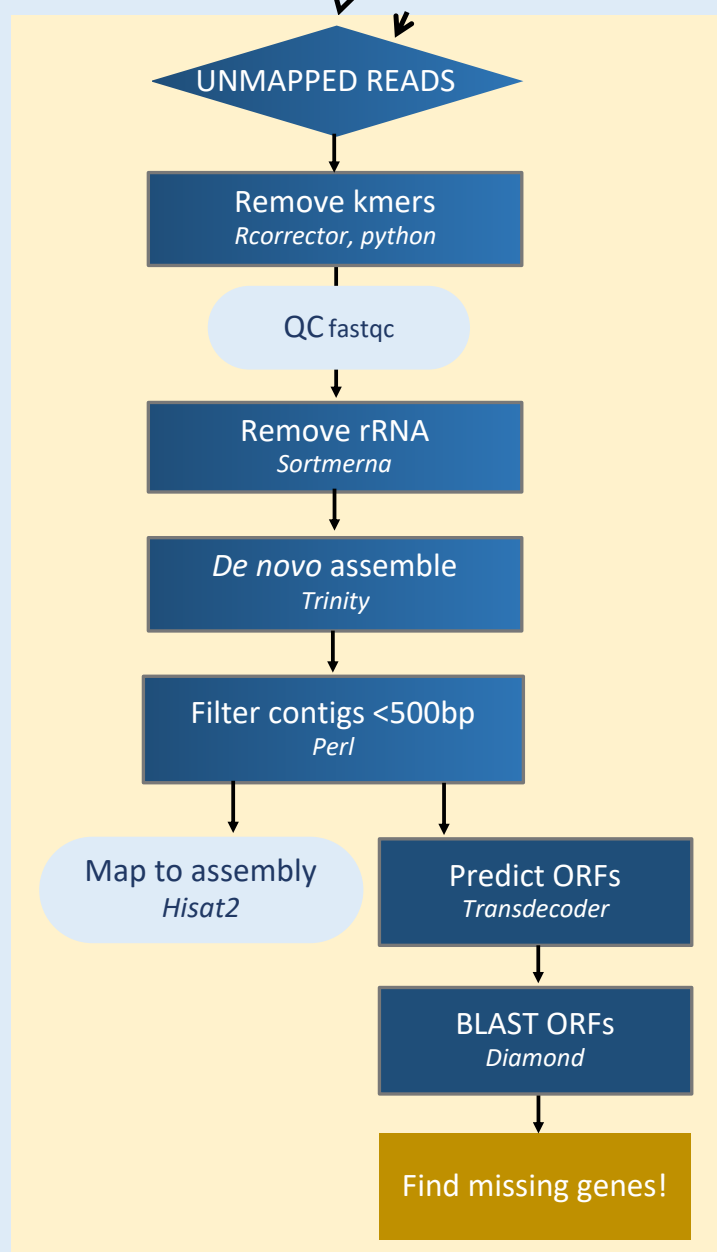 UNMAPPED READS
Remove kmers
Rcorrector, python
QC fastqc
Remove rRNA
Sortmerna
De novo assemble
Trinity
Filter contigs <500bp
Perl
Map to assembly
Hisat2
Predict ORFs
Transdecoder
BLAST ORFs
Diamond
Find missing genes!